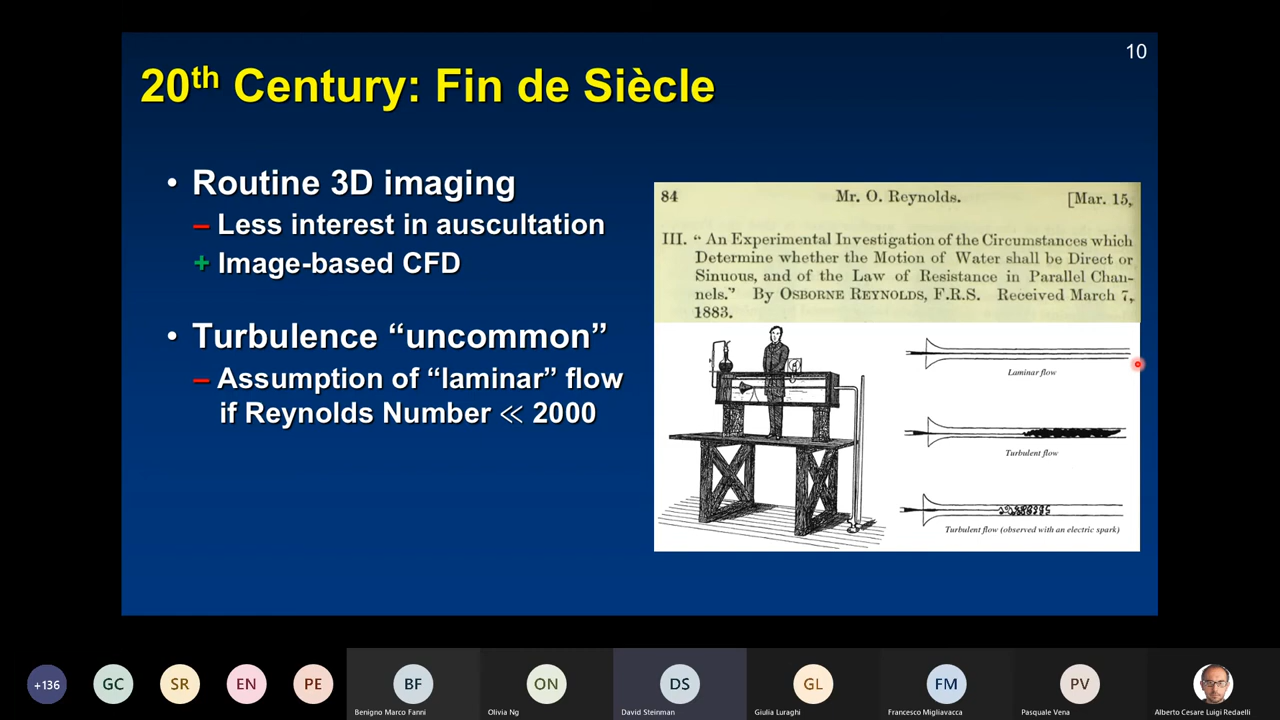 10
20th Century: Fin de Siècle
• Routine 3D imaging
– Less interest in auscultation
+ Image-based CFD
• Turbulence “uncommon”
– Assumption of “laminar” flow
if Reynolds Number ≪ 2000
84 Mr. O. Reynolds. [Mar. 15,
III. “An Experimental Investigation of the Circumstances which
Determine whether the Motion of Water shall be Direct or
Sinuous, and of the Law of Resistance in Parallel Chan-
nels.” By OSBORNE REYNOLDS, F.R.S. Received March 7,
1883.
Laminar flow
Turbulent flow
Turbulent flow (observed with an electric spark)
+136
GC
SR
EN
PE
BF
Benigno Marco Fanni
ON
Olivia Ng
DS
David Steinman
GL
Giulia Luraghi
FM
Francesco Migliavacca
PV
Pasquale Vena
Alberto Cesare Luigi Redaelli